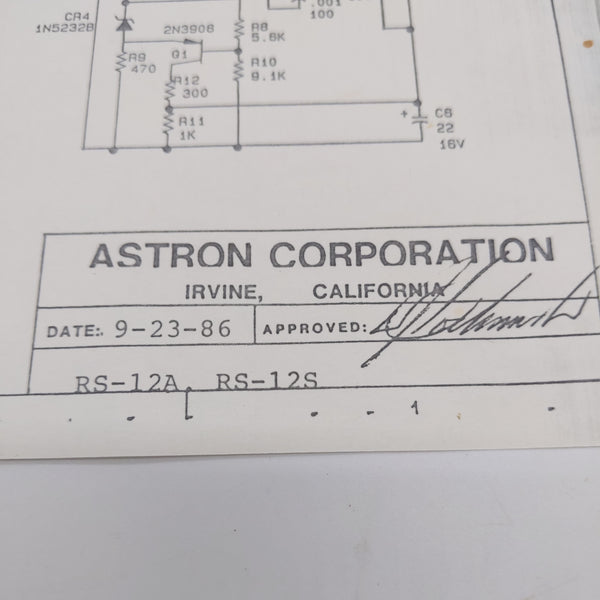 .001
100
CR4
1N5232B
2N3906
Q1
R8
5.6K
R9
470
R10
9.1K
R12
300
R11
1K
+
C6
22
16V
ASTRON CORPORATION
IRVINE, CALIFORNIA
DATE: 9-23-86 APPROVED:
RS-12A, RS-12S
1